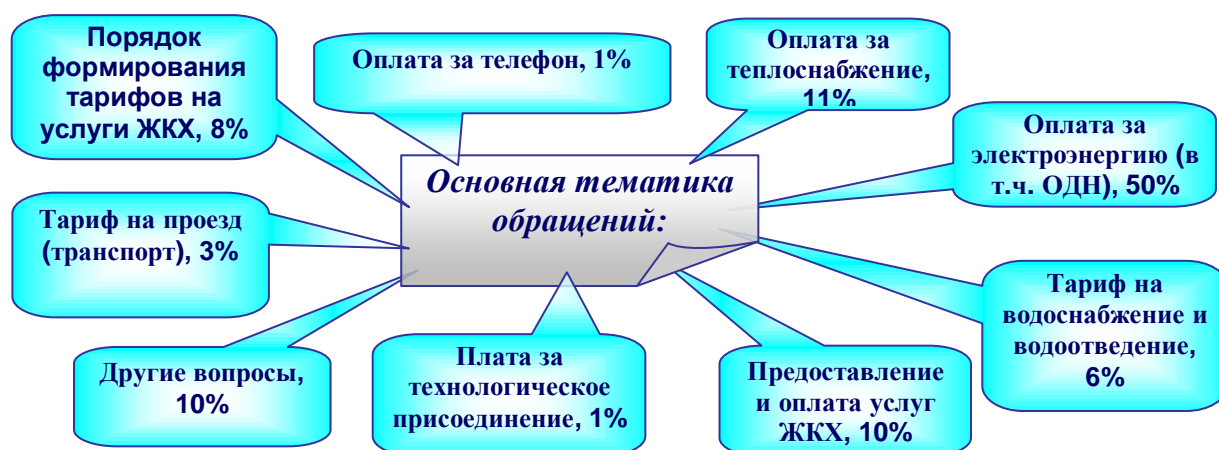 Порядок
формирования
тарифов на
услуги ЖКХ, 8%
Оплата за телефон, 1%
Оплата за
теплоснабжение,
11%
Оплата за
электроэнергию (в
т.ч. ОДН), 50%
Основная тематика
обращений:
Тариф на проезд
(транспорт), 3%
Тариф на
водоснабжение и
водоотведение,
6%
Другие вопросы,
10%
Плата за
технологическое
присоединение, 1%
Предоставление
и оплата услуг
ЖКХ, 10%